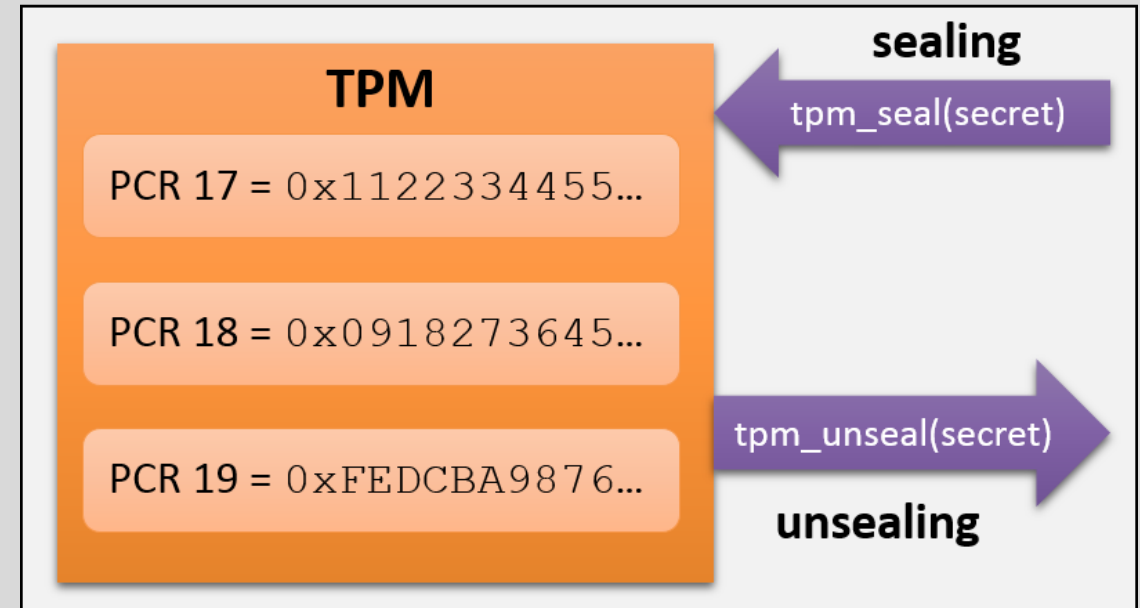 TPM
PCR 17 = 0x1122334455…
PCR 18 = 0x0918273645…
PCR 19 = 0xFEDCBA9876…
sealing
tpm_seal(secret)
tpm_unseal(secret)
unsealing